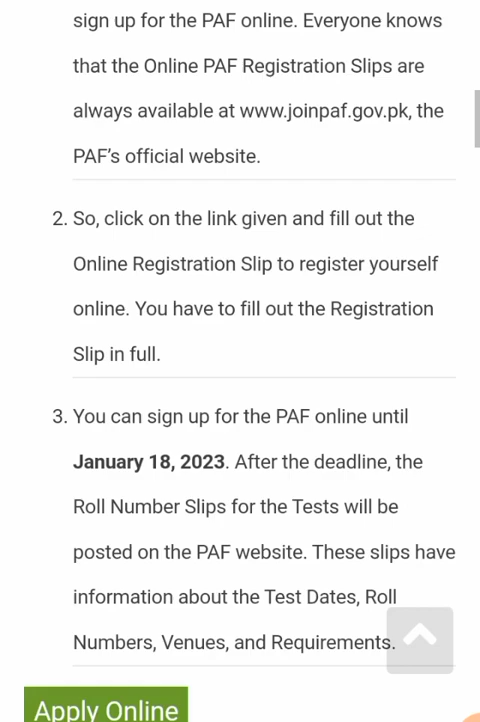 sign up for the PAF online. Everyone knows
that the Online PAF Registration Slips are
always available at www.joinpaf.gov.pk, the
PAF’s official website.
2. So, click on the link given and fill out the
Online Registration Slip to register yourself
online. You have to fill out the Registration
Slip in full.
3. You can sign up for the PAF online until
January 18, 2023. After the deadline, the
Roll Number Slips for the Tests will be
posted on the PAF website. These slips have
information about the Test Dates, Roll
Numbers, Venues, and Requirements.
Apply Online